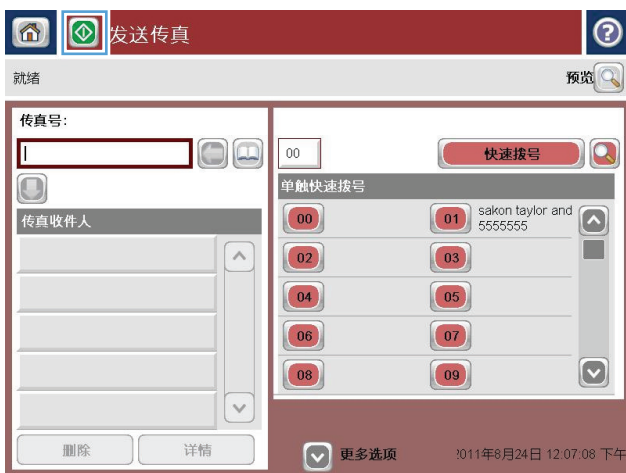 发送传真
就绪
预览
传真号:
00
快速拨号
单触快速拨号
传真收件人
00
01
sakon taylor and
5555555
02
03
04
05
06
07
08
09
删除
详情
更多选项
2011年8月24日 12:07:08 下午